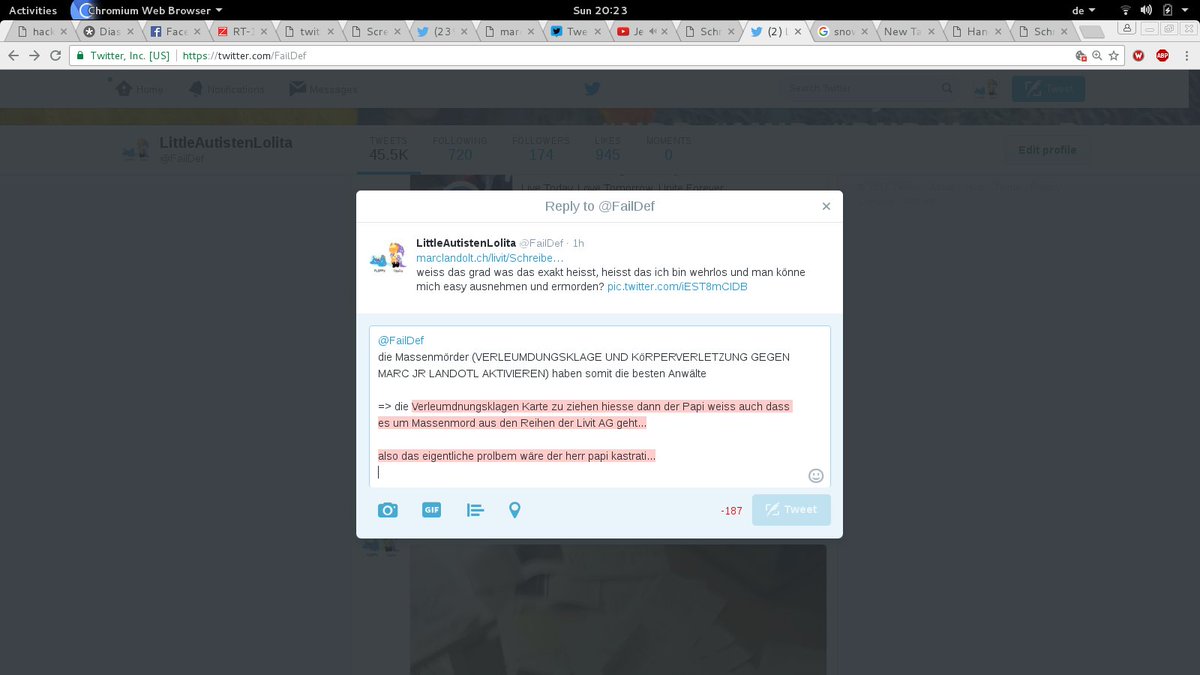 Activities
Chromium Web Browser
Sun 20:23
de
hack
Dias
Face
RT-
twit
Scre
(23
mar
Twe
Je
Schr
(2) L
snov
New Ta
Han
Schr
Twitter, Inc. [US]
https://twitter.com/FailDef
W
ABP
Home
Notifications
Messages
Search Twitter
Tweet
LittleAutistenLolita
@FailDef
TWEETS
45.5K
FOLLOWING
720
FOLLOWERS
174
LIKES
945
MOMENTS
0
Edit profile
Live Today, Love Tomorrow, Unite Forever
Reply to @FailDef
LittleAutistenLolita @FailDef · 1h
marclandolt.ch/livit/Schreibe…
weiss das grad was das exakt heisst, heisst das ich bin wehrlos und man könne
mich easy ausnehmen und ermorden? pic.twitter.com/iEST8mCIDB
@FailDef
die Massenmörder (VERLEUMDUNGSKLAGE UND KöRPERVERLETZUNG GEGEN
MARC JR LANDOTL AKTIVIEREN) haben somit die besten Anwälte
=> die Verleumdnungsklagen Karte zu ziehen hiesse dann der Papi weiss auch dass
es um Massenmord aus den Reihen der Livit AG geht...
also das eigentliche prolbem wäre der herr papi kastrati...
GIF
-187
Tweet